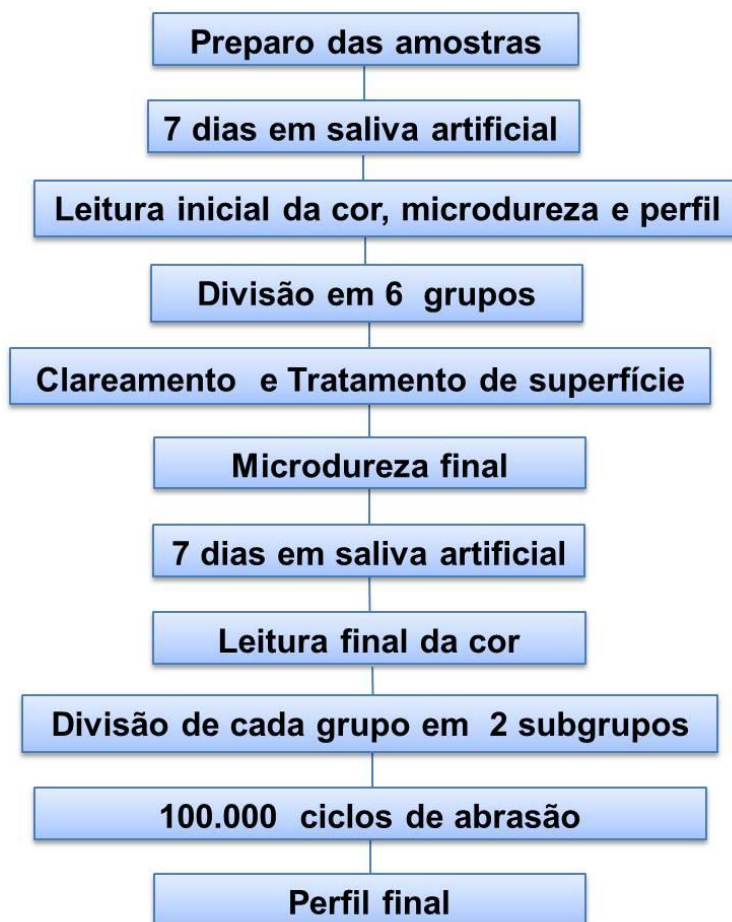 Preparo das amostras
7 dias em saliva artificial
Leitura inicial da cor, microdureza e perfil
Divisão em 6 grupos
Clareamento e Tratamento de superfície
Microdureza final
7 dias em saliva artificial
Leitura final da cor
Divisão de cada grupo em 2 subgrupos
100.000 ciclos de abrasão
Perfil final